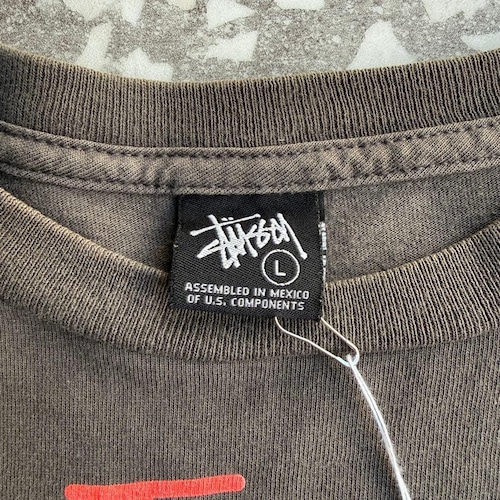 Stüssy
L
ASSEMBLED IN MEXICO
OF U.S. COMPONENTS